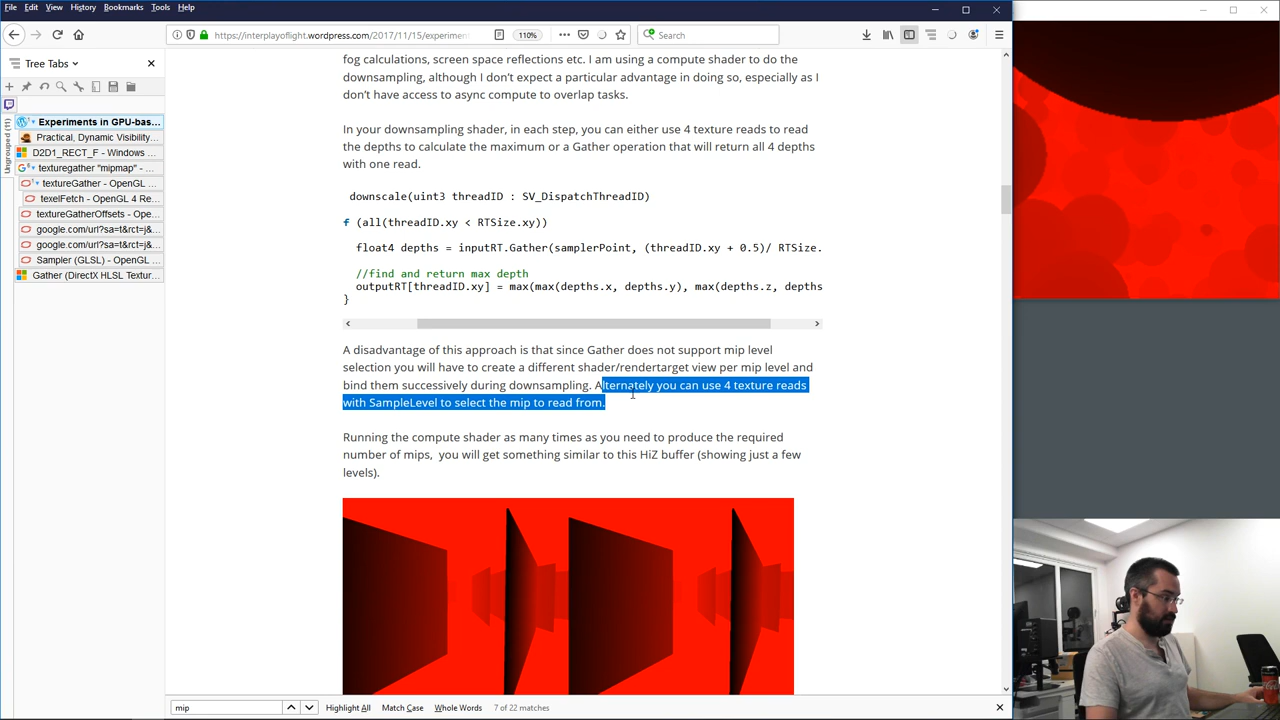 File Edit View History Bookmarks Tools Help
https://interplayoflight.wordpress.com/2017/11/15/experimen
110%
Search
Tree Tabs
Ungrouped (11)
Experiments in GPU-bas...
Practical, Dynamic Visibility...
D2D1_RECT_F - Windows ...
texturegather "mipmap" - ...
textureGather - OpenGL ...
texelFetch - OpenGL 4 Re...
textureGatherOffsets - Ope...
google.com/url?sa=t&rct=j&...
google.com/url?sa=t&rct=j&...
Sampler (GLSL) - OpenGL ...
Gather (DirectX HLSL Textur...
fog calculations, screen space reflections etc. I am using a compute shader to do the
downsampling, although I don't expect a particular advantage in doing so, especially as I
don't have access to async compute to overlap tasks.
In your downsampling shader, in each step, you can either use 4 texture reads to read
the depths to calculate the maximum or a Gather operation that will return all 4 depths
with one read.
downscale(uint3 threadID : SV_DispatchThreadID)
f (all(threadID.xy < RTSize.xy))
float4 depths = inputRT.Gather(samplerPoint, (threadID.xy + 0.5)/ RTSize.
//find and return max depth
outputRT[threadID.xy] = max(max(depths.x, depths.y), max(depths.z, depths
}
A disadvantage of this approach is that since Gather does not support mip level
selection you will have to create a different shader/rendertarget view per mip level and
bind them successively during downsampling. Alternately you can use 4 texture reads
with SampleLevel to select the mip to read from.
Running the compute shader as many times as you need to produce the required
number of mips, you will get something similar to this HiZ buffer (showing just a few
levels).
mip
Highlight All Match Case Whole Words 7 of 22 matches